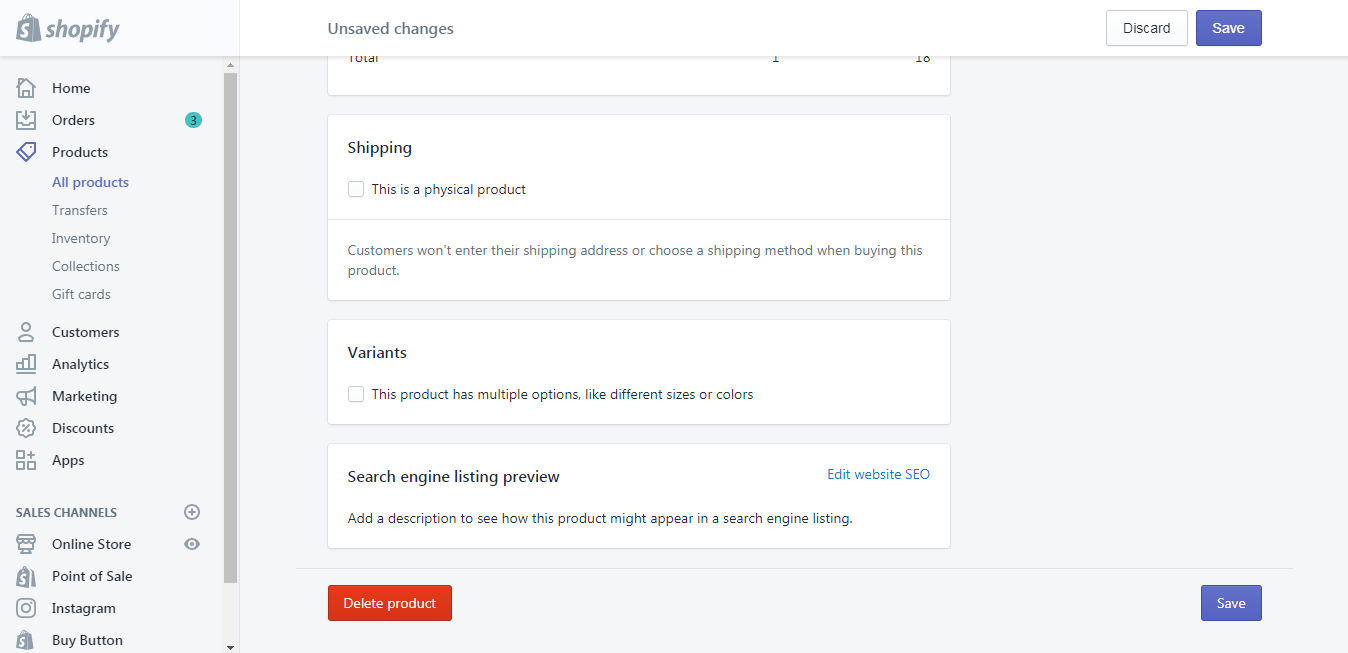 shopify
Unsaved changes
Discard
Save
Home
Orders 3
Products
All products
Transfers
Inventory
Collections
Gift cards
Customers
Analytics
Marketing
Discounts
Apps
SALES CHANNELS
Online Store
Point of Sale
Instagram
Buy Button
Total 1 18
Shipping
This is a physical product
Customers won't enter their shipping address or choose a shipping method when buying this
product.
Variants
This product has multiple options, like different sizes or colors
Search engine listing preview
Edit website SEO
Add a description to see how this product might appear in a search engine listing.
Delete product
Save